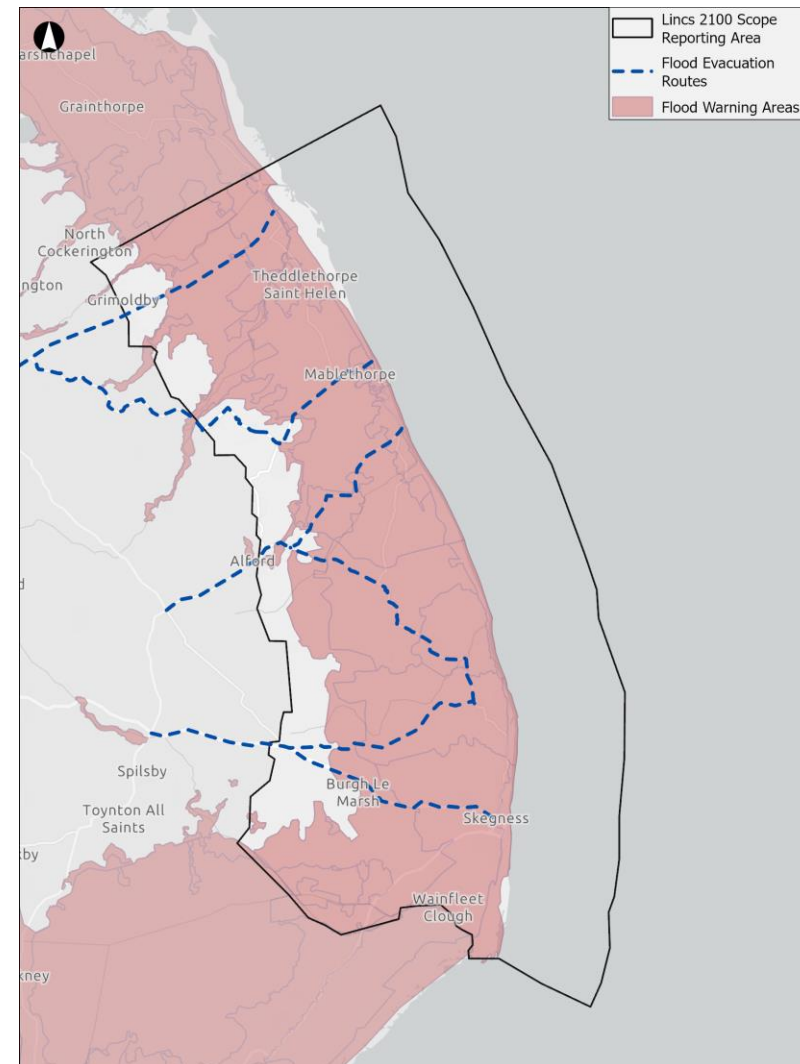 Lincs 2100 Scope
Reporting Area
Flood Evacuation
Routes
Flood Warning Areas
arshchapel
Grainthorpe
North
Cockerington
ngton
Grimoldby
Theddlethorpe
Saint Helen
Mablethorpe
Alford
d
Spilsby
Burgh Le
Marsh
Toynton All
Saints
Skegness
kby
Wainfleet
Clough
kney